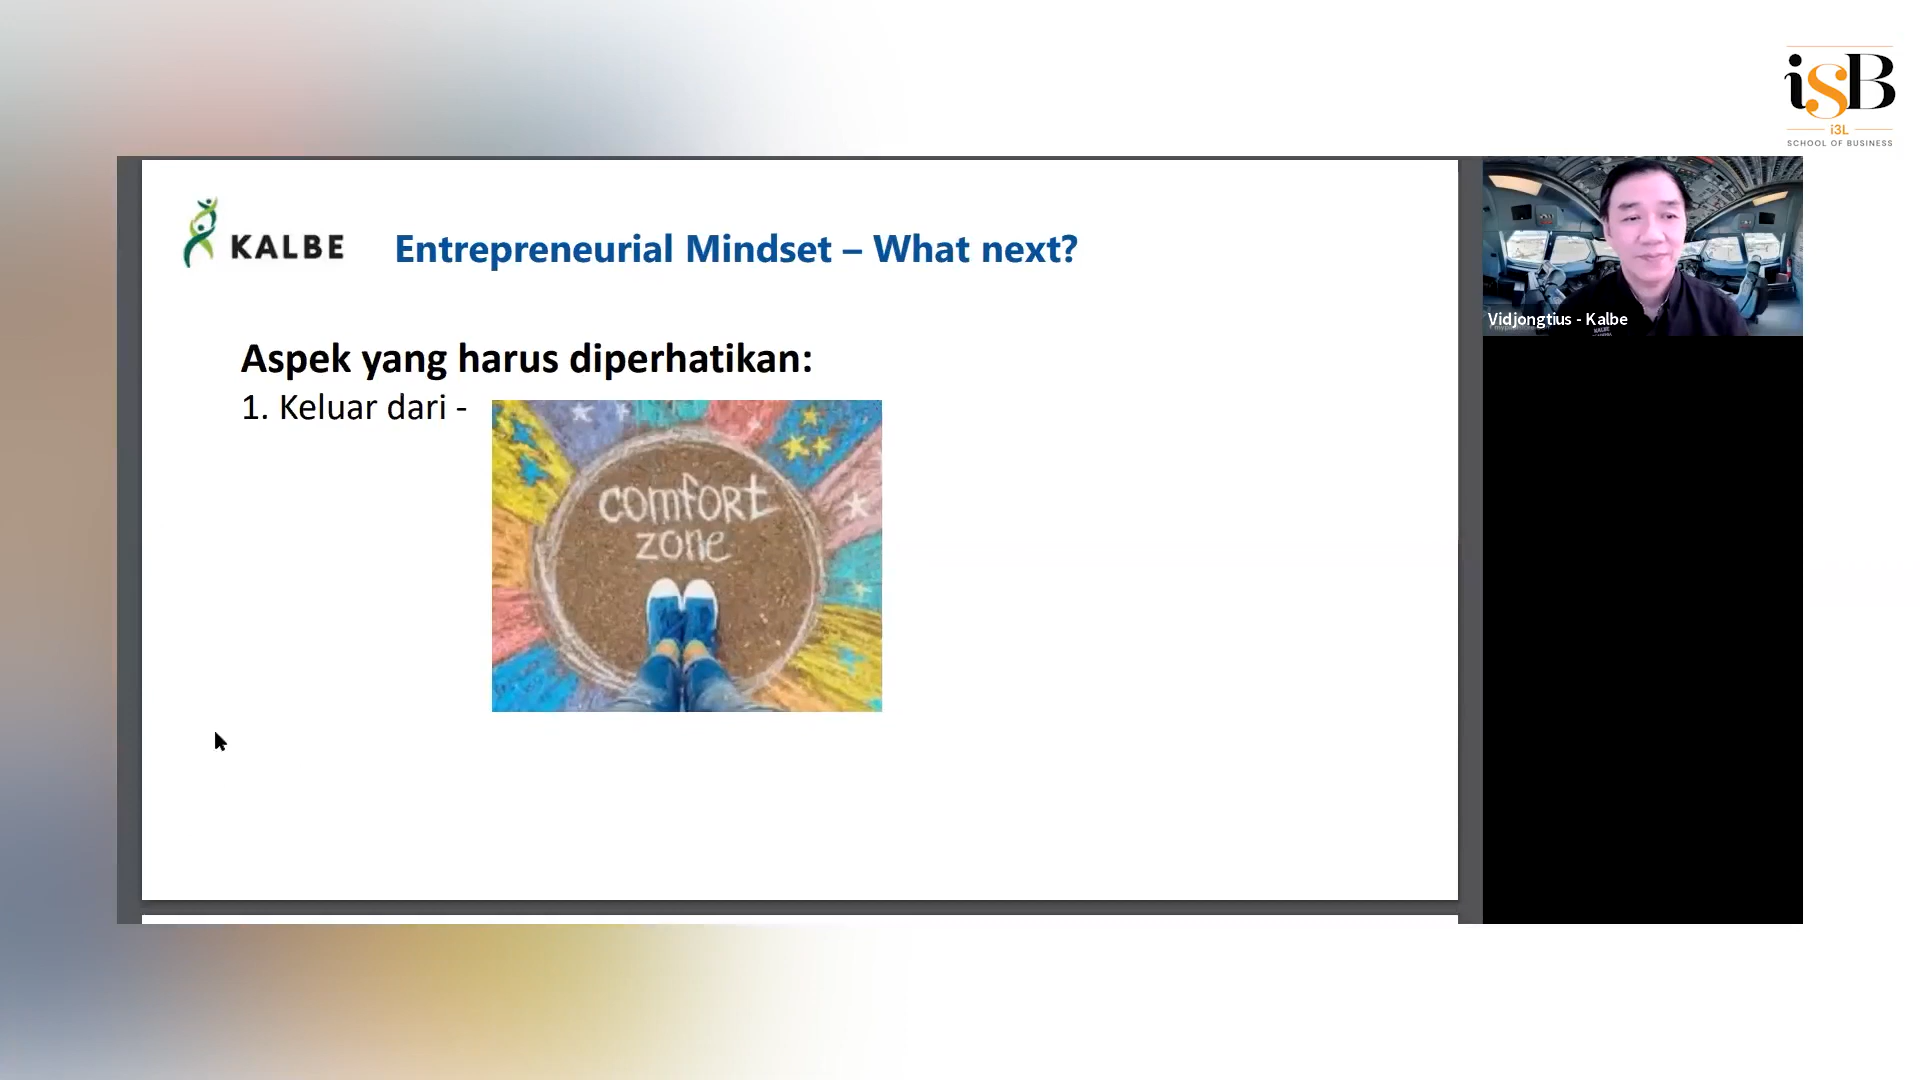 iSB
i3L
SCHOOL OF BUSINESS
KALBE
Entrepreneurial Mindset – What next?
Aspek yang harus diperhatikan:
1. Keluar dari -
comfort
zone
Vidjongtius - Kalbe